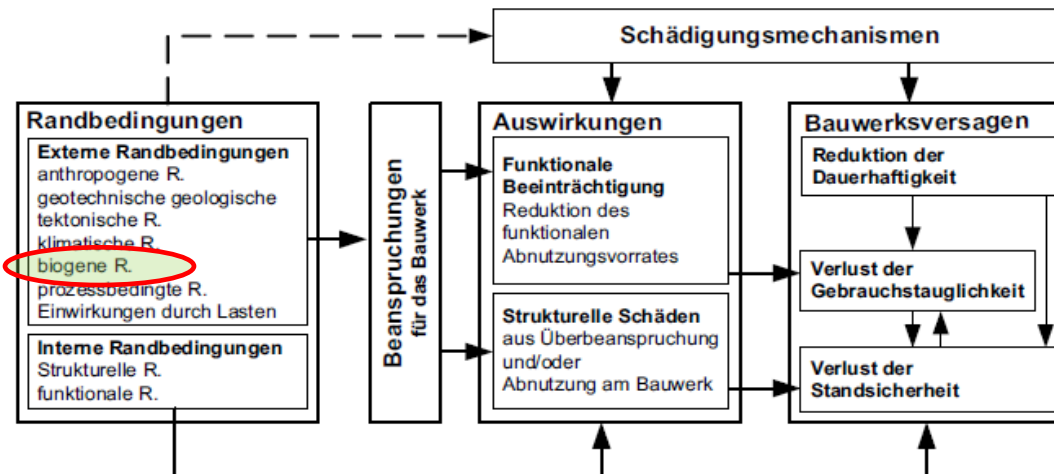 Schädigungsmechanismen
Randbedingungen
Externe Randbedingungen
anthropogene R.
geotechnische geologische
tektonische R.
klimatische R.
biogene R.
prozessbedingte R.
Einwirkungen durch Lasten
Interne Randbedingungen
Strukturelle R.
funktionale R.
Beanspruchungen
für das Bauwerk
Auswirkungen
Funktionale
Beeinträchtigung
Reduktion des
funktionalen
Abnutzungsvorrates
Strukturelle Schäden
aus Überbeanspruchung
und/oder
Abnutzung am Bauwerk
Bauwerksversagen
Reduktion der
Dauerhaftigkeit
Verlust der
Gebrauchstauglichkeit
Verlust der
Standsicherheit